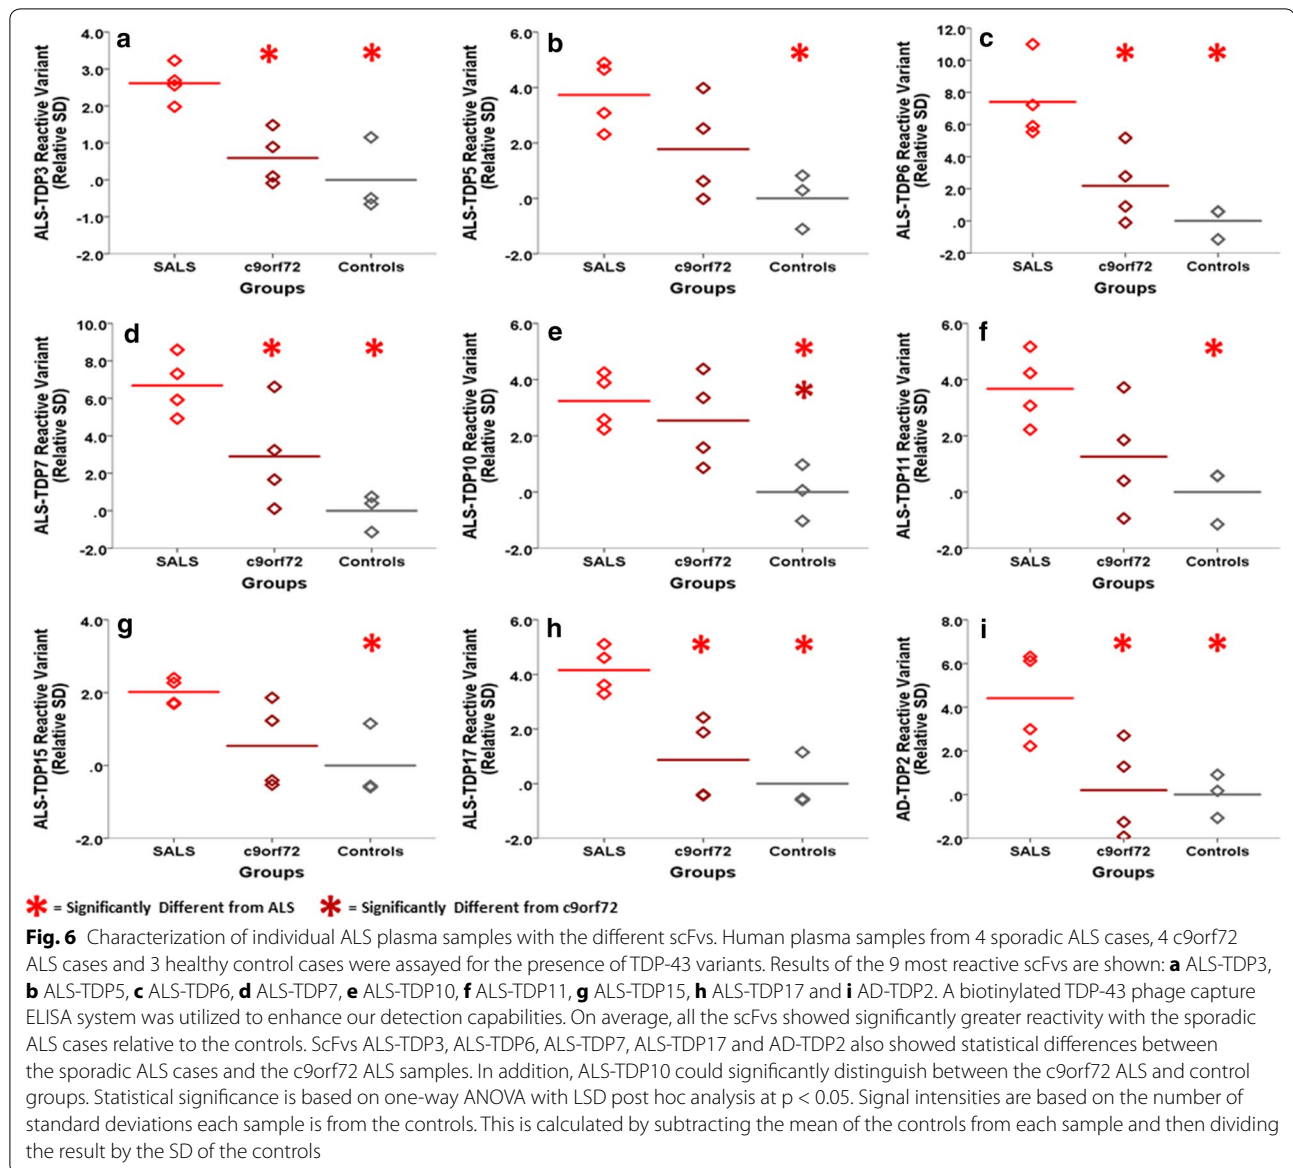 a
ALS-TDP3 Reactive Variant
(Relative SD)
4.0
3.0
2.0
1.0
.0
-1.0
-2.0
SALS c9orf72 Controls
Groups
b
ALS-TDP5 Reactive Variant
(Relative SD)
6.0
4.0
2.0
.0
-2.0
SALS c9orf72 Controls
Groups
c
ALS-TDP6 Reactive Variant
(Relative SD)
12.0
10.0
8.0
6.0
4.0
2.0
.0
-2.0
SALS c9orf72 Controls
Groups
d
ALS-TDP7 Reactive Variant
(Relative SD)
10.0
8.0
6.0
4.0
2.0
.0
-2.0
SALS c9orf72 Controls
Groups
e
ALS-TDP10 Reactive Variant
(Relative SD)
6.0
4.0
2.0
.0
-2.0
SALS c9orf72 Controls
Groups
f
ALS-TDP11 Reactive Variant
(Relative SD)
6.0
4.0
2.0
.0
-2.0
SALS c9orf72 Controls
Groups
g
ALS-TDP15 Reactive Variant
(Relative SD)
4.0
2.0
.0
-2.0
SALS c9orf72 Controls
Groups
h
ALS-TDP17 Reactive Variant
(Relative SD)
6.0
4.0
2.0
.0
-2.0
SALS c9orf72 Controls
Groups
i
AD-TDP2 Reactive Variant
(Relative SD)
8.0
6.0
4.0
2.0
.0
-2.0
SALS c9orf72 Controls
Groups
* = Significantly Different from ALS * = Significantly Different from c9orf72
Fig. 6 Characterization of individual ALS plasma samples with the different scFvs. Human plasma samples from 4 sporadic ALS cases, 4 c9orf72
ALS cases and 3 healthy control cases were assayed for the presence of TDP-43 variants. Results of the 9 most reactive scFvs are shown: a ALS-TDP3,
b ALS-TDP5, c ALS-TDP6, d ALS-TDP7, e ALS-TDP10, f ALS-TDP11, g ALS-TDP15, h ALS-TDP17 and i AD-TDP2. A biotinylated TDP-43 phage capture
ELISA system was utilized to enhance our detection capabilities. On average, all the scFvs showed significantly greater reactivity with the sporadic
ALS cases relative to the controls. ScFvs ALS-TDP3, ALS-TDP6, ALS-TDP7, ALS-TDP17 and AD-TDP2 also showed statistical differences between
the sporadic ALS cases and the c9orf72 ALS samples. In addition, ALS-TDP10 could significantly distinguish between the c9orf72 ALS and control
groups. Statistical significance is based on one-way ANOVA with LSD post hoc analysis at p < 0.05. Signal intensities are based on the number of
standard deviations each sample is from the controls. This is calculated by subtracting the mean of the controls from each sample and then dividing
the result by the SD of the controls